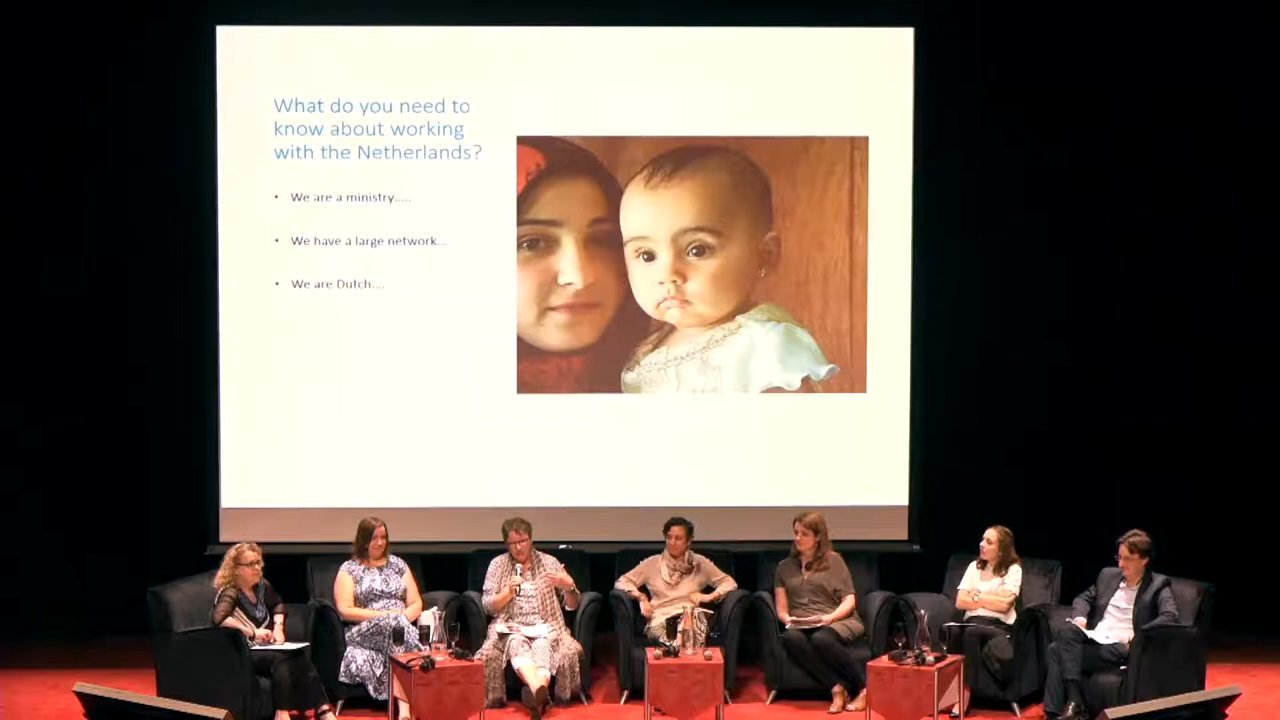 What do you need to
know about working
with the Netherlands?
• We are a ministry.....
• We have a large network...
• We are Dutch....